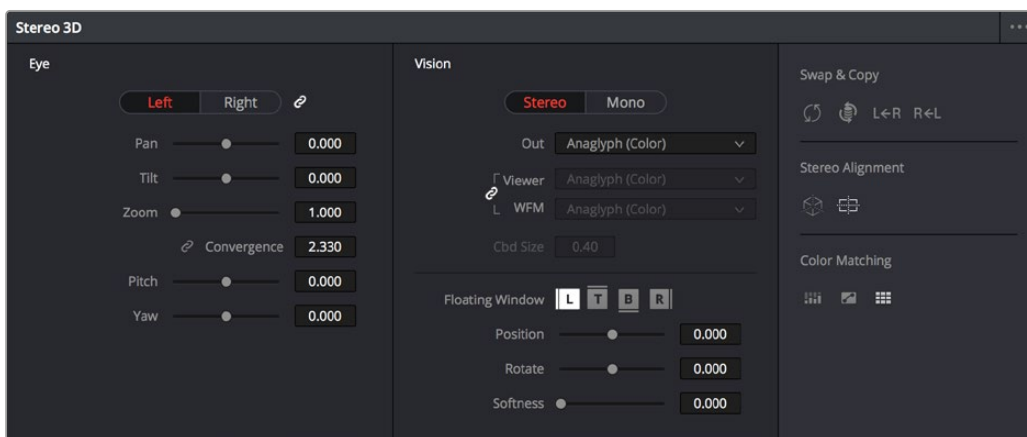 Stereo 3D
Eye
Left Right
Pan 0.000
Tilt 0.000
Zoom 1.000
Convergence 2.330
Pitch 0.000
Yaw 0.000
Vision
Stereo Mono
Out Anaglyph (Color)
Viewer Anaglyph (Color)
WFM Anaglyph (Color)
Cbd Size 0.40
Floating Window L T B R
Position 0.000
Rotate 0.000
Softness 0.000
Swap & Copy
L←R R←L
Stereo Alignment
Color Matching